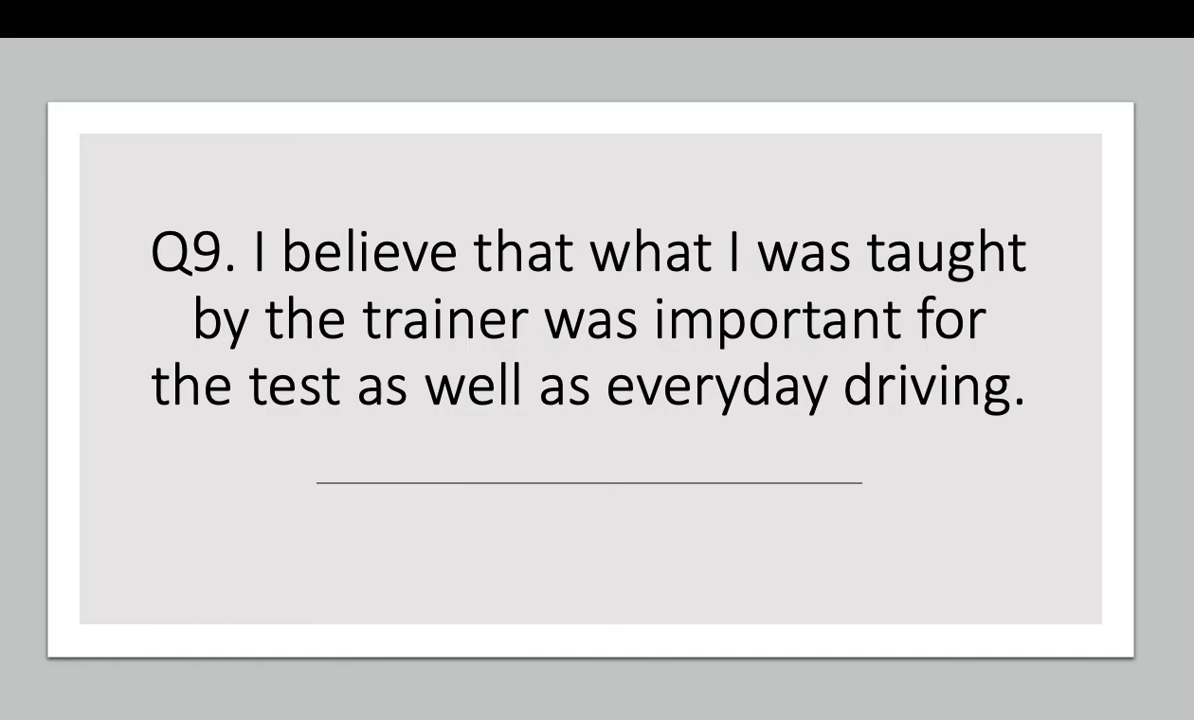 Q9. I believe that what I was taught
by the trainer was important for
the test as well as everyday driving.